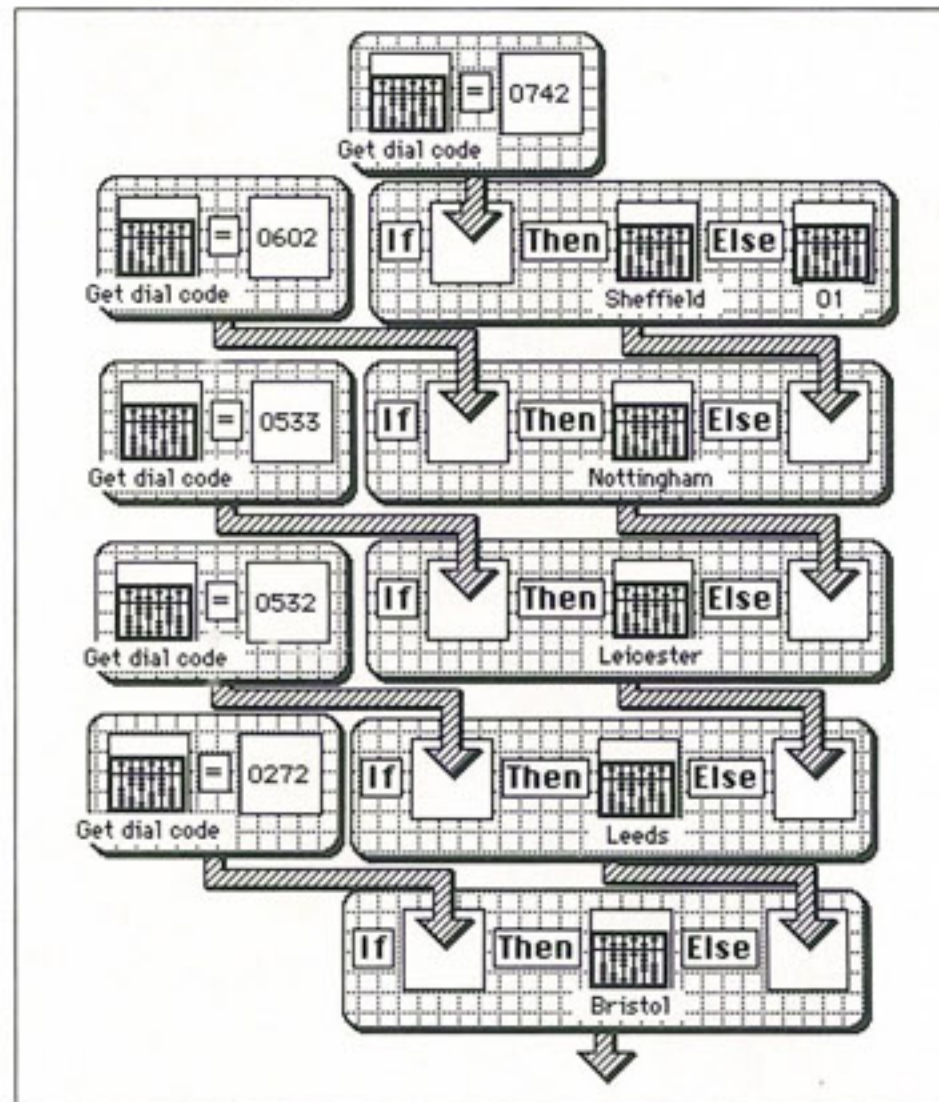 = 0742
Get dial code
= 0602
Get dial code
If Then Else
Sheffield 01
= 0533
Get dial code
If Then Else
Nottingham
= 0532
Get dial code
If Then Else
Leicester
= 0272
Get dial code
If Then Else
Leeds
If Then Else
Bristol